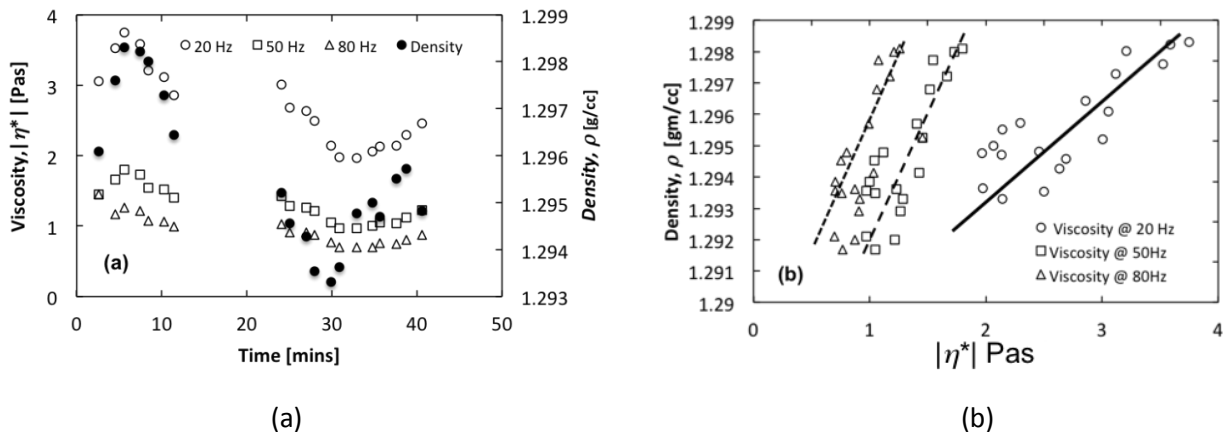 Viscosity, |η*| [Pas]
4
3
2
1
0
20 Hz 50 Hz 80 Hz Density
(a)
0 10 20 30 40 50
Time [mins]
1.299
1.298
1.297
1.296
1.295
1.294
1.293
Density, ρ [g/cc]
(a)
Density, ρ [gm/cc]
1.299
1.298
1.297
1.296
1.295
1.294
1.293
1.292
1.291
1.29
Viscosity @ 20 Hz
Viscosity @ 50Hz
Viscosity @ 80Hz
(b)
0 1 2 3 4
|η*| Pas
(b)